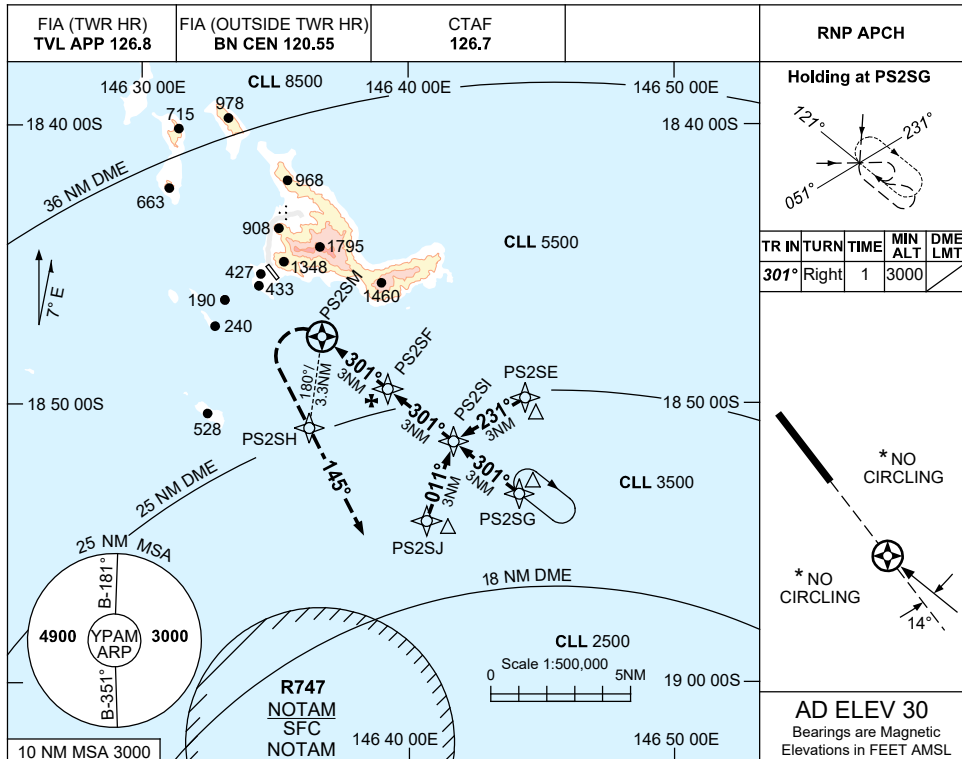 FIA (TWR HR)
TVL APP 126.8
FIA (OUTSIDE TWR HR)
BN CEN 120.55
CTAF
126.7
RNP APCH
146 30 00E
CLL 8500
146 40 00E
146 50 00E
18 40 00S
18 40 00S
978
715
968
663
36 NM DME
908
1795
CLL 5500
1348
427
433
1460
190
240
7° E
PS2SM
PS2SF
PS2SI
PS2SE
301°
3NM
180°/
3.3NM
301°
3NM
231°
3NM
18 50 00S
18 50 00S
528
PS2SH
145°
011°
3NM
301°
3NM
CLL 3500
PS2SG
PS2SJ
25 NM DME
25 NM MSA
B-181°
4900
YPAM
ARP
3000
B-351°
10 NM MSA 3000
18 NM DME
CLL 2500
Scale 1:500,000
0
5NM
R747
NOTAM
SFC
NOTAM
19 00 00S
146 40 00E
146 50 00E
Holding at PS2SG
121°
231°
051°
TR IN TURN TIME MIN ALT DME LMT
301° Right 1 3000
* NO
CIRCLING
* NO
CIRCLING
14°
AD ELEV 30
Bearings are Magnetic
Elevations in FEET AMSL